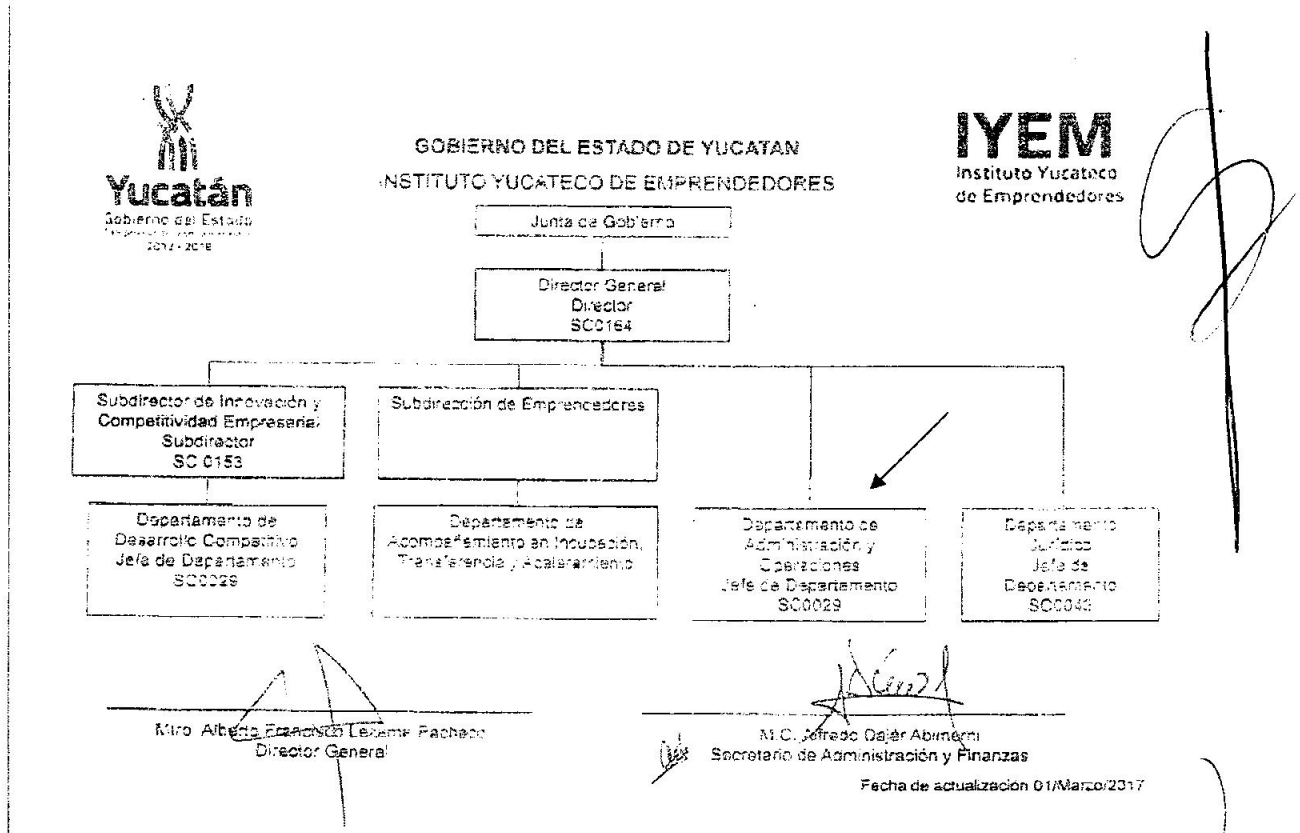 Yucatán
Gobierno del Estado
2012 - 2018
GOBIERNO DEL ESTADO DE YUCATAN
INSTITUTO YUCATECO DE EMPRENDEDORES
IYEM
Instituto Yucateco
de Emprendedores
Junta de Gobierno
Director General
Director
SC0164
Subdirector de Innovación y
Competitividad Empresarial
Subdirector
SC 0153
Subdirección de Emprendedores
Departamento de
Desarrollo Competitivo
Jefe de Departamento
SC0029
Departamento de
Acompañamiento en Incubación,
Transferencia y Aceleramiento
Departamento de
Administración y
Operaciones
Jefe de Departamento
SC0029
Departamento
Jurídico
Jefe de
Departamento
SC0043
Mtro. Alberto Francisco Pacheco
Director General
M.C. Alfredo Dájer Abimerhi
Secretario de Administración y Finanzas
Fecha de actualización 01/Marzo/2017